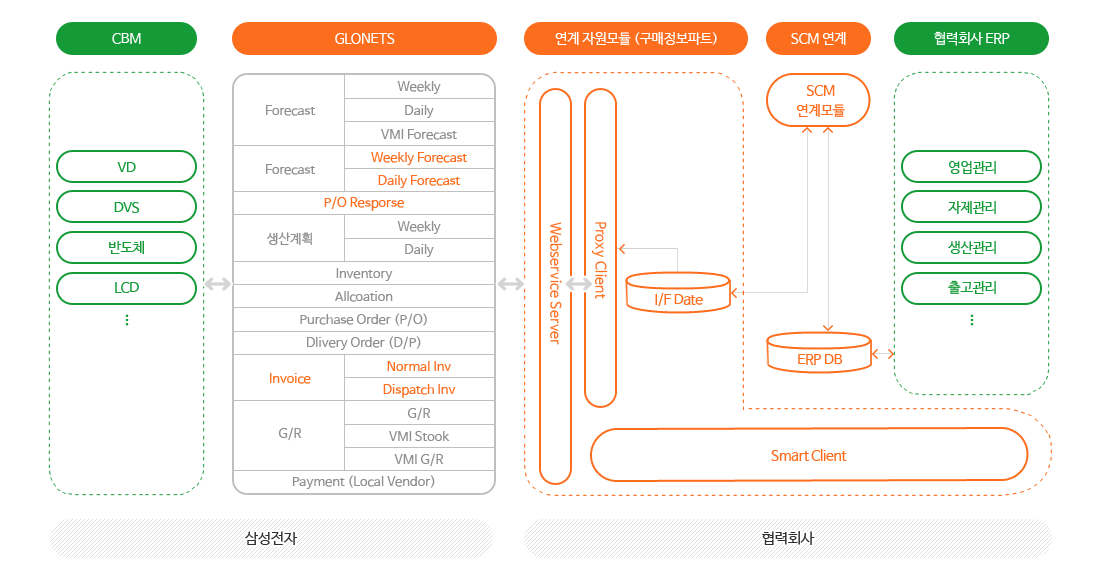 CBM
GLONETS
연계 자원모듈 (구매정보파트)
SCM 연계
협력회사 ERP
VD
DVS
반도체
LCD
Forecast
Weekly
Daily
VMI Forecast
Forecast
Weekly Forecast
Daily Forecast
P/O Resporse
생산계획
Weekly
Daily
Inventory
Allcoation
Purchase Order (P/O)
Dlivery Order (D/P)
Invoice
Normal Inv
Dispatch Inv
G/R
G/R
VMI Stook
VMI G/R
Payment (Local Vendor)
Webservice Server
Proxy Client
I/F Date
SCM
연계모듈
ERP DB
Smart Client
영업관리
자제관리
생산관리
출고관리
삼성전자
협력회사